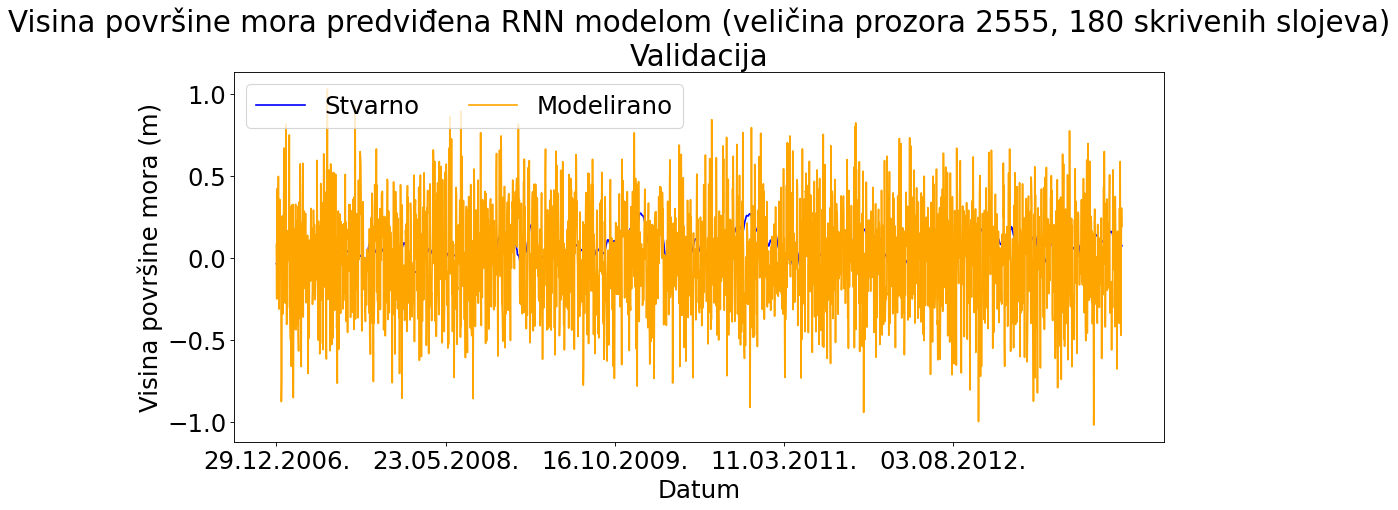 Visina površine mora predviđena RNN modelom (veličina prozora 2555, 180 skrivenih slojeva)
Validacija
Stvarno
Modelirano
Visina površine mora (m)
1.0
0.5
0.0
−0.5
−1.0
29.12.2006.
23.05.2008.
16.10.2009.
11.03.2011.
03.08.2012.
Datum